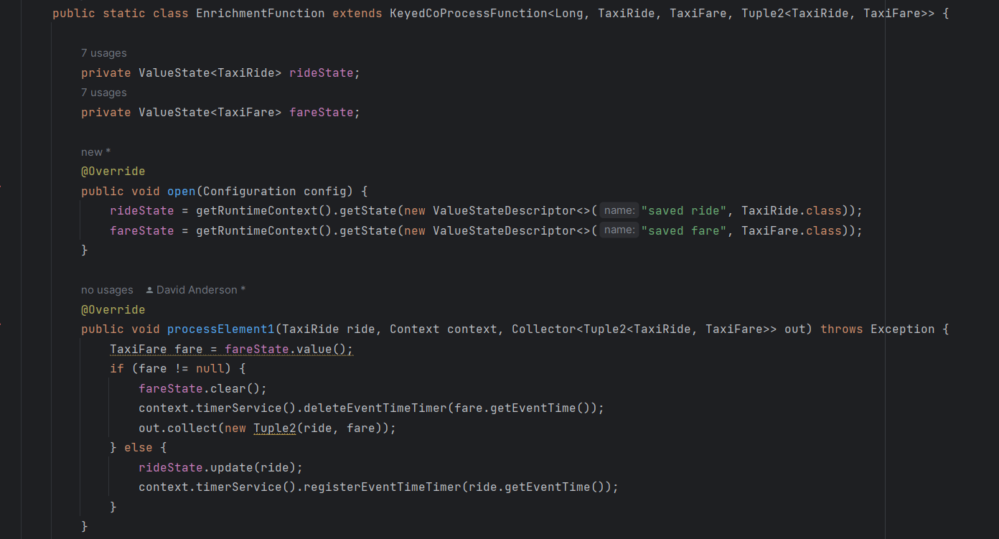 public static class EnrichmentFunction extends KeyedCoProcessFunction<Long, TaxiRide, TaxiFare, Tuple2<TaxiRide, TaxiFare>> {
7 usages
private ValueState<TaxiRide> rideState;
7 usages
private ValueState<TaxiFare> fareState;
new *
@Override
public void open(Configuration config) {
rideState = getRuntimeContext().getState(new ValueStateDescriptor<>( name: "saved ride", TaxiRide.class));
fareState = getRuntimeContext().getState(new ValueStateDescriptor<>( name: "saved fare", TaxiFare.class));
}
no usages David Anderson *
@Override
public void processElement1(TaxiRide ride, Context context, Collector<Tuple2<TaxiRide, TaxiFare>> out) throws Exception {
TaxiFare fare = fareState.value();
if (fare != null) {
fareState.clear();
context.timerService().deleteEventTimeTimer(fare.getEventTime());
out.collect(new Tuple2(ride, fare));
} else {
rideState.update(ride);
context.timerService().registerEventTimeTimer(ride.getEventTime());
}
}